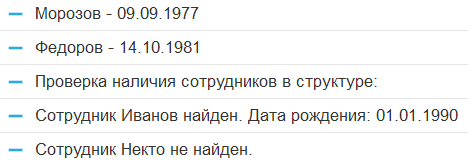 Морозов - 09.09.1977
Федоров - 14.10.1981
Проверка наличия сотрудников в структуре:
Сотрудник Иванов найден. Дата рождения: 01.01.1990
Сотрудник Некто не найден.